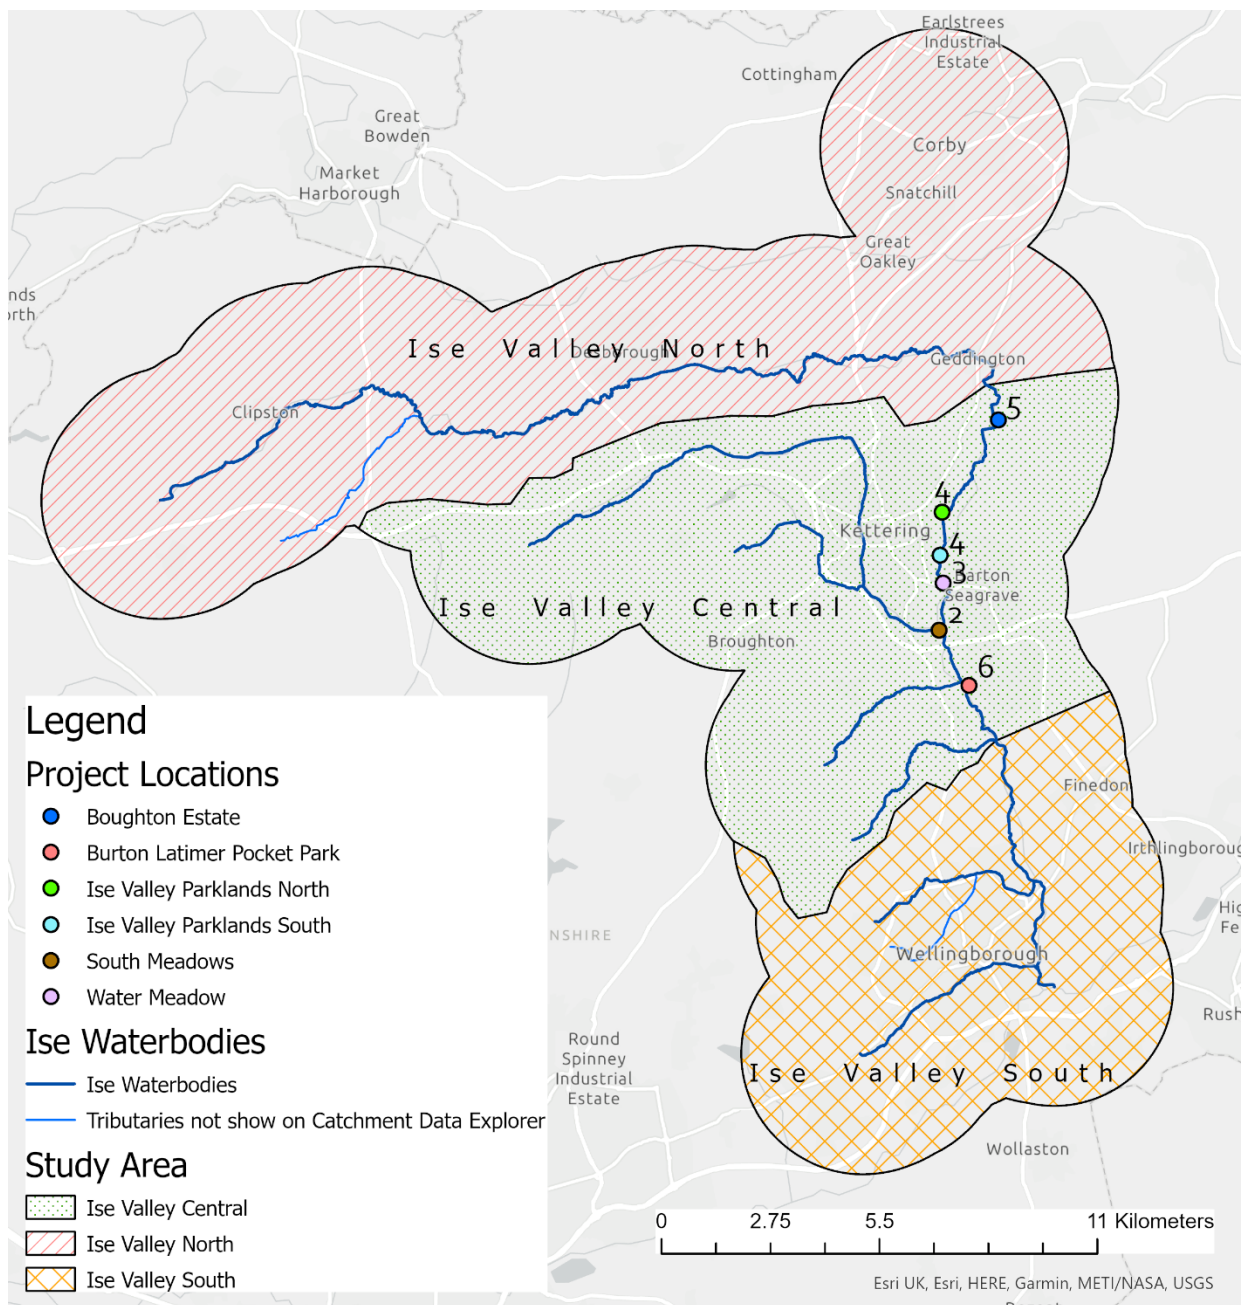 Earlstrees
Industrial
Estate
Cottingham
Great
Bowden
Corby
Market
Harborough
Snatchill
Great
Oakley
Ise Valley North
Desborough
Geddington
Clipston
5
4
Kettering
4
3
Barton
Seagrave
Ise Valley Central
2
Broughton
6
Finedon
Legend
Project Locations
Boughton Estate
Burton Latimer Pocket Park
Ise Valley Parklands North
Ise Valley Parklands South
South Meadows
Water Meadow
Ise Waterbodies
Ise Waterbodies
Tributaries not show on Catchment Data Explorer
Study Area
Ise Valley Central
Ise Valley North
Ise Valley South
Irthlingboroug
NSHIRE
Wellingborough
Rush
Round
Spinney
Industrial
Estate
Ise Valley South
Wollaston
0 2.75 5.5 11 Kilometers
Esri UK, Esri, HERE, Garmin, METI/NASA, USGS